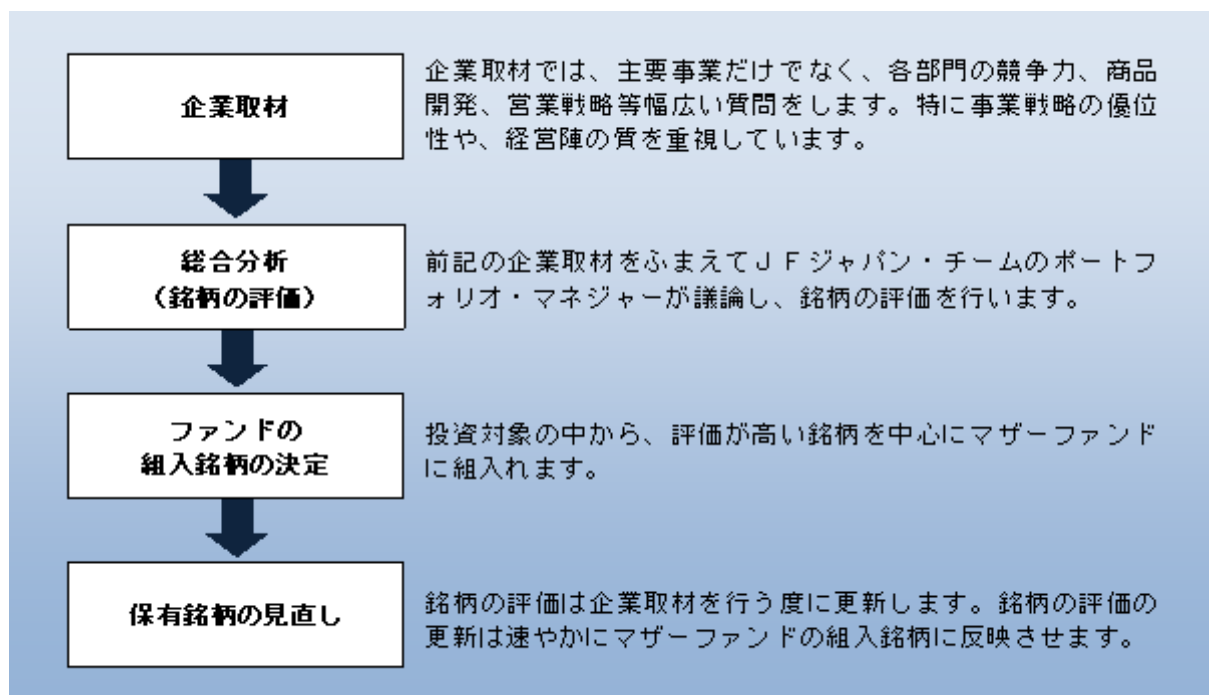 企業取材
企業取材では、主要事業だけでなく、各部門の競争力、商品
開発、営業戦略等幅広い質問をします。特に事業戦略の優位
性や、経営陣の質を重視しています。
総合分析
（銘柄の評価）
前記の企業取材をふまえてＪＦジャパン・チームのポートフ
ォリオ・マネジャーが議論し、銘柄の評価を行います。
ファンドの
組入銘柄の決定
投資対象の中から、評価が高い銘柄を中心にマザーファンド
に組入れます。
保有銘柄の見直し
銘柄の評価は企業取材を行う度に更新します。銘柄の評価の
更新は速やかにマザーファンドの組入銘柄に反映させます。